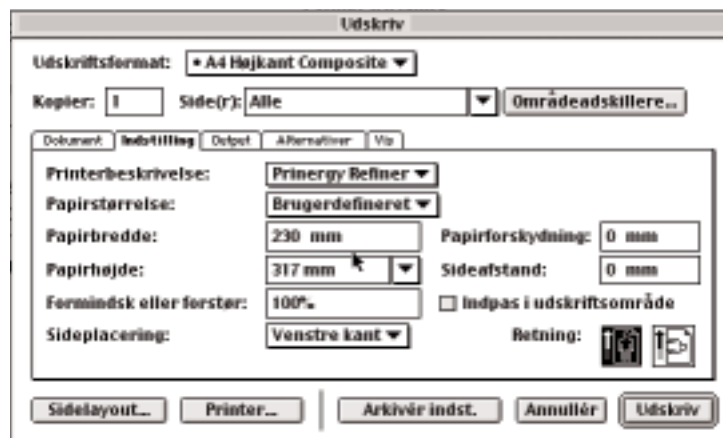 Udskriv
Udskriftsformat: • A4 Højkant Composite
Kopier: 1 Side(r): Alle Områdeadskillere...
Dokument Indstilling Output Alternativer Vis
Printerbeskrivelse: Prinergy Refiner
Papirstørrelse: Brugerdefineret
Papirbredde: 230 mm Papirforskydning: 0 mm
Papirhøjde: 317 mm Sideafstand: 0 mm
Formindsk eller forstør: 100% Indpas i udskriftsområde
Sideplacering: Venstre kant Retning:
Sidelayout... Printer... Arkivér indst. Annullér Udskriv